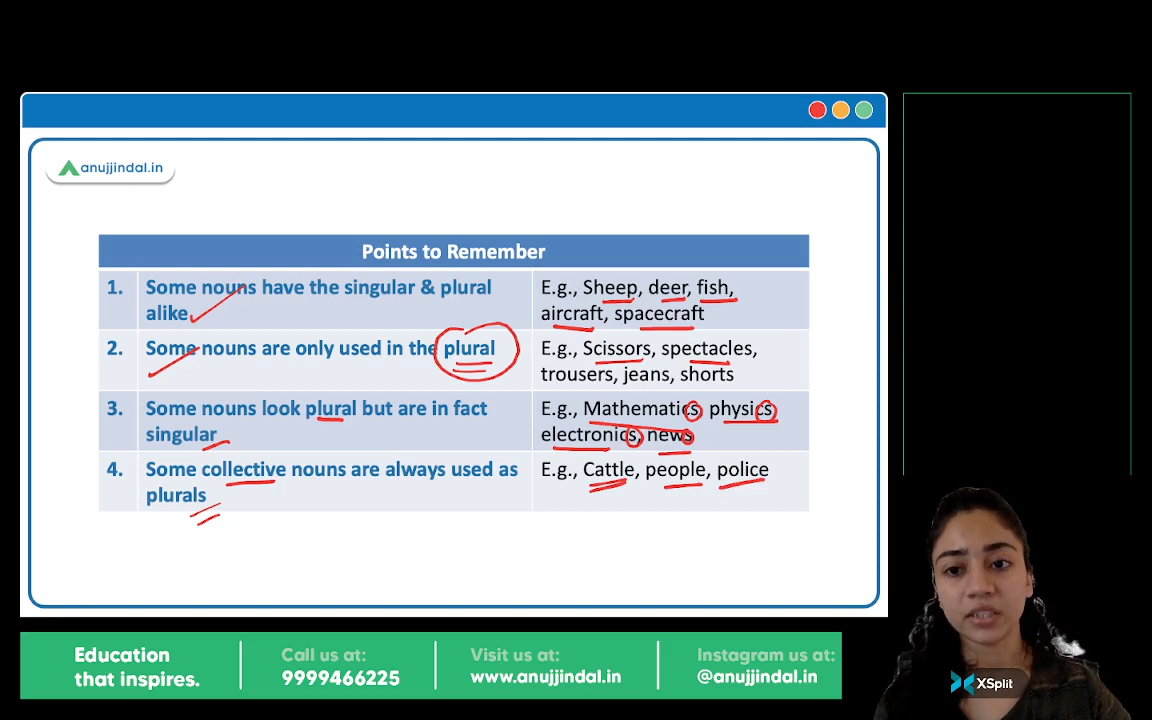 anujjindal.in
Points to Remember
1. Some nouns have the singular & plural alike
E.g., Sheep, deer, fish, aircraft, spacecraft
2. Some nouns are only used in the plural
E.g., Scissors, spectacles, trousers, jeans, shorts
3. Some nouns look plural but are in fact singular
E.g., Mathematics, physics electronics, news
4. Some collective nouns are always used as plurals
E.g., Cattle, people, police
Education
that inspires.
Call us at:
9999466225
Visit us at:
www.anujjindal.in
Instagram us at:
@anujjindal.in
XSplit